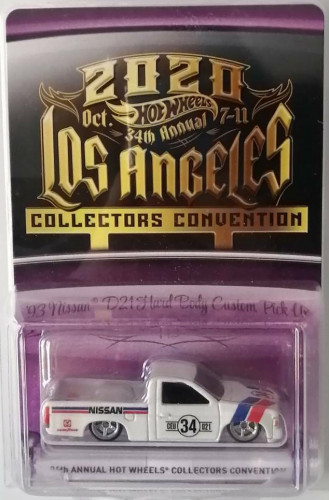 2020
Oct. Hot Wheels 7-11
34th Annual
Los Angeles
COLLECTORS CONVENTION
'93 Nissan® D21 Hard Body Custom Pick Up
NISSAN
34
34th ANNUAL HOT WHEELS® COLLECTORS CONVENTION